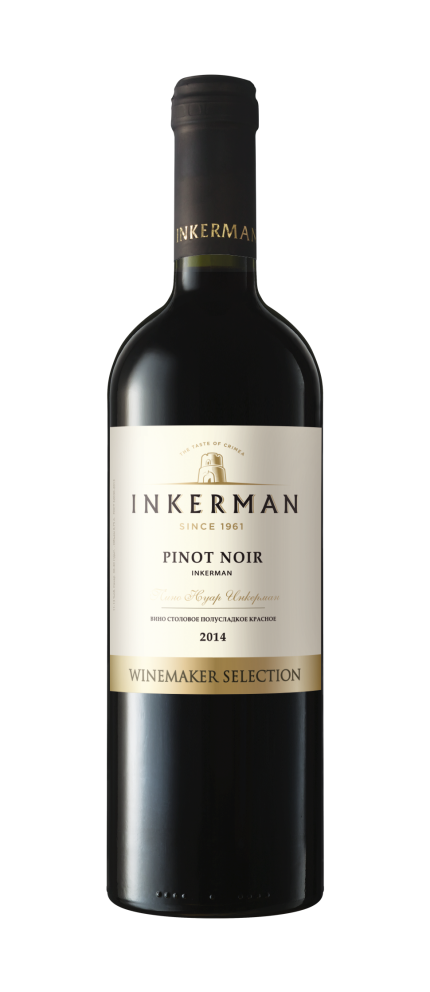 INKERMAN
THE TASTE OF CRIMEA
INKERMAN
SINCE 1961
PINOT NOIR
INKERMAN
Нуар Инкерман
ВИНО СТОЛОВОЕ ПОЛУСЛАДКОЕ КРАСНОЕ
2014
WINEMAKER SELECTION